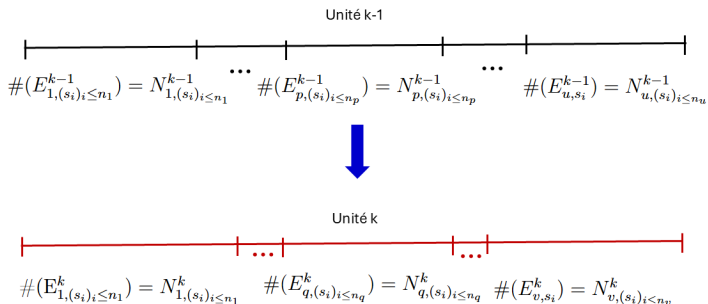 Unité k-1
... ...
#(E^{k-1}_{1,(s_i)_{i≤n_1}}) = N^{k-1}_{1,(s_i)_{i≤n_1}} #(E^{k-1}_{p,(s_i)_{i≤n_p}}) = N^{k-1}_{p,(s_i)_{i≤n_p}} #(E^{k-1}_{u,s_i}) = N^{k-1}_{u,(s_i)_{i≤n_u}}
Unité k
... ...
#(E^k_{1,(s_i)_{i≤n_1}}) = N^k_{1,(s_i)_{i≤n_1}} #(E^k_{q,(s_i)_{i≤n_q}}) = N^k_{q,(s_i)_{i≤n_q}} #(E^k_{v,s_i}) = N^k_{v,(s_i)_{i≤n_v}}